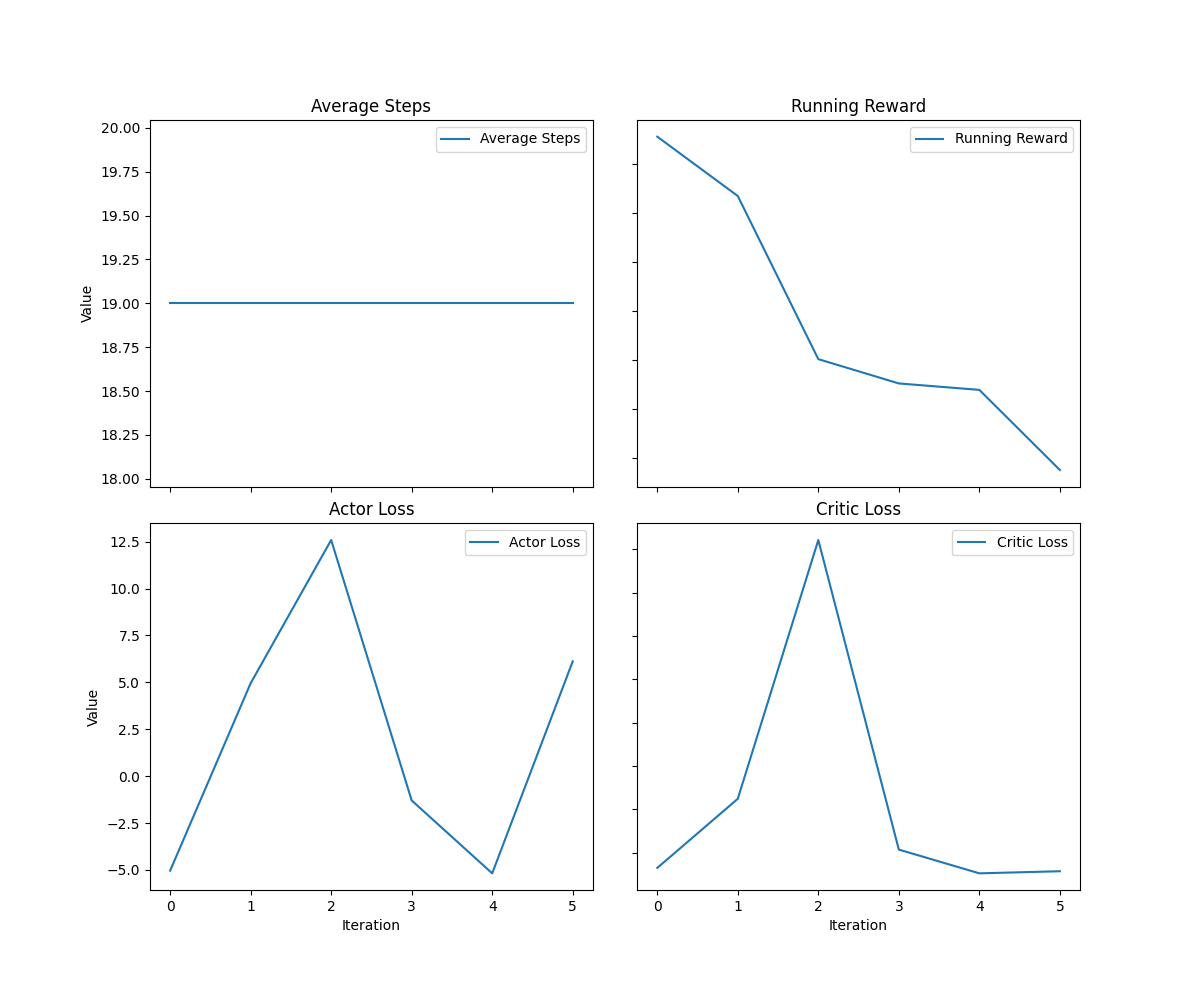 Average Steps
Running Reward
Average Steps
Running Reward
20.00
19.75
19.50
19.25
19.00
18.75
18.50
18.25
18.00
Value
Actor Loss
Critic Loss
Actor Loss
Critic Loss
12.5
10.0
7.5
5.0
2.5
0.0
−2.5
−5.0
Value
0 1 2 3 4 5
0 1 2 3 4 5
Iteration
Iteration